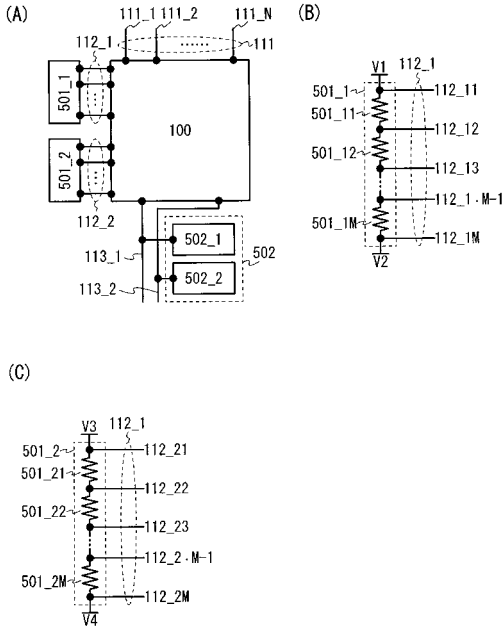 (A)
111_1 111_2 111_N
111
112_1
501_1
100
501_2
112_2
113_1
113_2
502_1
502_2
502
(B)
V1
112_1
501_1
501_11
501_12
501_1M
112_11
112_12
112_13
112_1・M-1
112_1M
V2
(C)
V3
112_1
501_2
501_21
501_22
501_2M
112_21
112_22
112_23
112_2・M-1
112_2M
V4